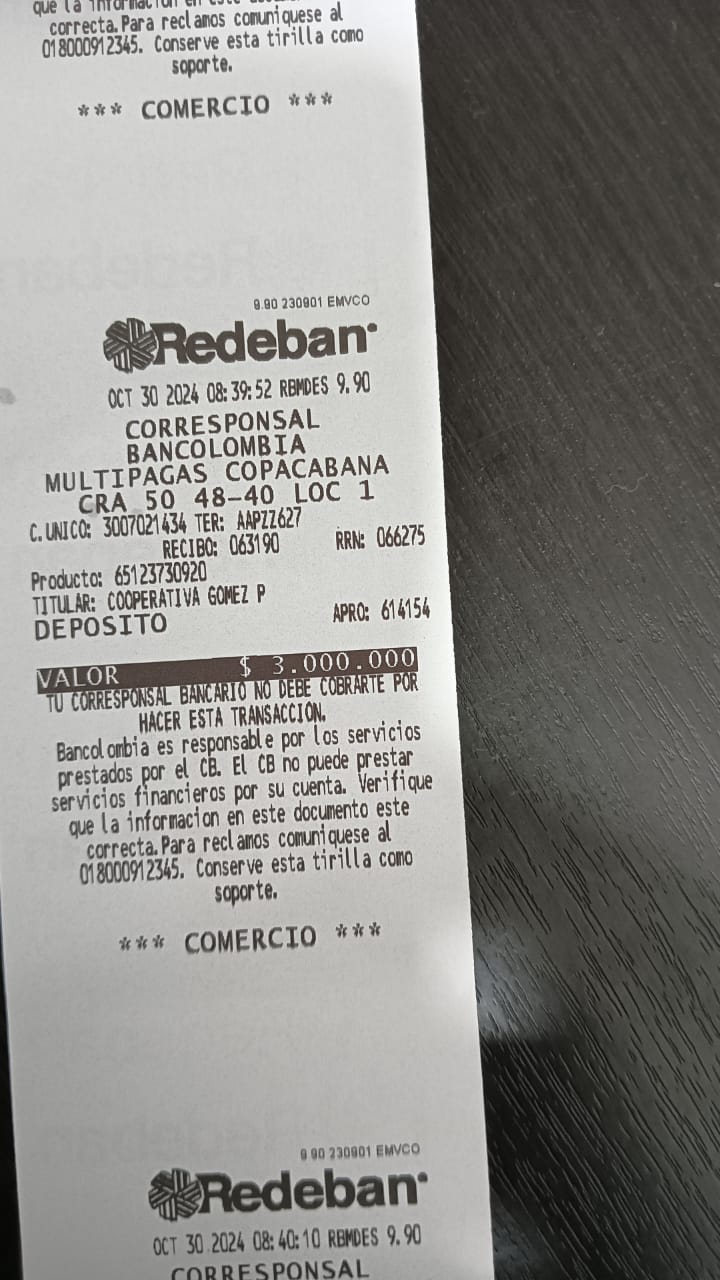 que la informacion en este
correcta. Para reclamos comuniquese al
018000912345. Conserve esta tirilla como
soporte.
*** COMERCIO ***
9.90 230901 EMVCO
Redeban
OCT 30 2024 08:39:52 RBMDES 9.90
CORRESPONSAL
BANCOLOMBIA
MULTIPAGAS COPACABANA
CRA 50 48-40 LOC 1
C. UNICO: 3007021434 TER: AAPZZ627
RECIBO: 063190 RRN: 066275
Producto: 65123730920
TITULAR: COOPERATIVA GOMEZ P
DEPOSITO APRO: 614154
VALOR $ 3.000.000
TU CORRESPONSAL BANCARIO NO DEBE COBRARTE POR
HACER ESTA TRANSACCION.
Bancolombia es responsable por los servicios
prestados por el CB. El CB no puede prestar
servicios financieros por su cuenta. Verifique
que la informacion en este documento este
correcta. Para reclamos comuniquese al
018000912345. Conserve esta tirilla como
soporte.
*** COMERCIO ***
9.90 230901 EMVCO
Redeban
OCT 30 2024 08:40:10 RBMDES 9.90
CORRESPONSAL